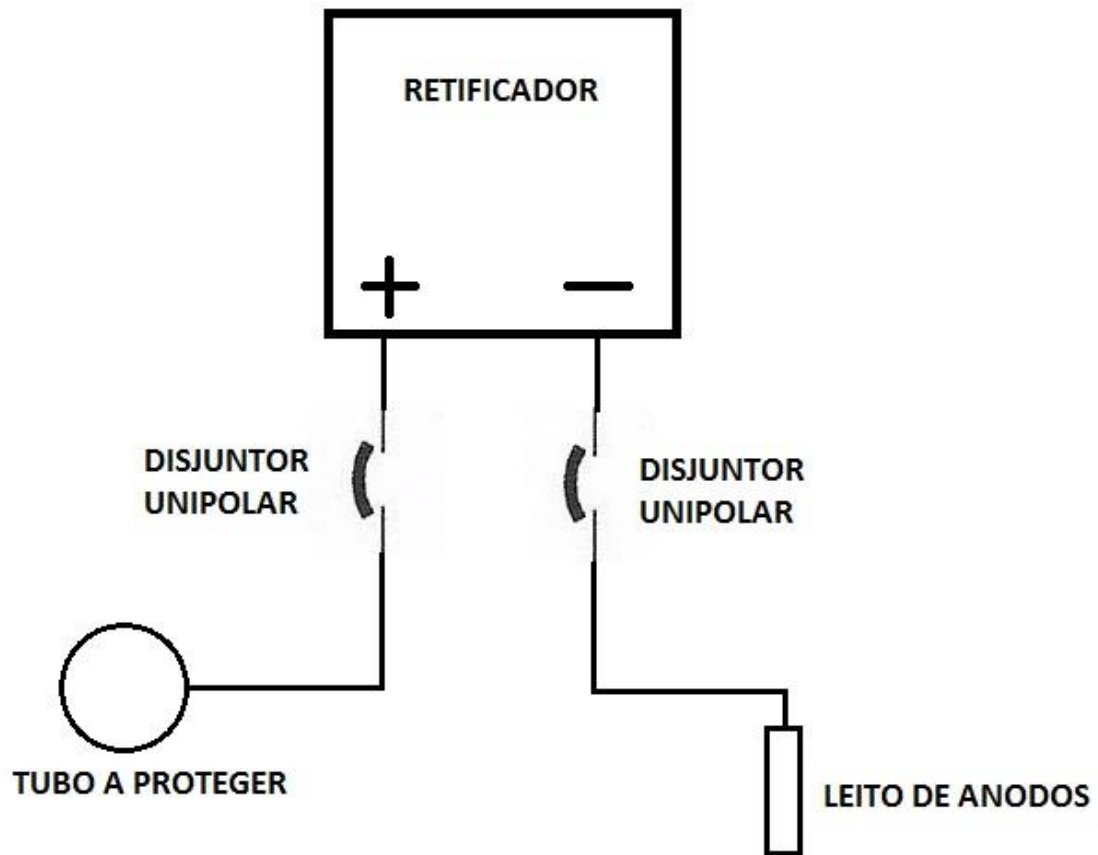 RETIFICADOR
+ −
DISJUNTOR
UNIPOLAR
DISJUNTOR
UNIPOLAR
TUBO A PROTEGER
LEITO DE ANODOS